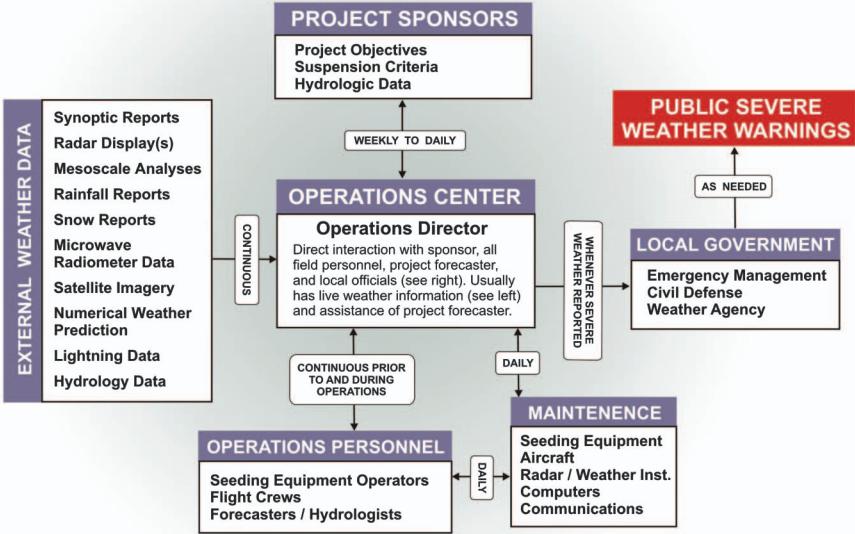 PROJECT SPONSORS
Project Objectives
Suspension Criteria
Hydrologic Data
WEEKLY TO DAILY
EXTERNAL WEATHER DATA
Synoptic Reports
Radar Display(s)
Mesoscale Analyses
Rainfall Reports
Snow Reports
Microwave
Radiometer Data
Satellite Imagery
Numerical Weather
Prediction
Lightning Data
Hydrology Data
CONTINUOUS
OPERATIONS CENTER
Operations Director
Direct interaction with sponsor, all
field personnel, project forecaster,
and local officials (see right). Usually
has live weather information (see left)
and assistance of project forecaster.
WHENEVER SEVERE
WEATHER REPORTED
PUBLIC SEVERE
WEATHER WARNINGS
AS NEEDED
LOCAL GOVERNMENT
Emergency Management
Civil Defense
Weather Agency
CONTINUOUS PRIOR
TO AND DURING
OPERATIONS
DAILY
OPERATIONS PERSONNEL
Seeding Equipment Operators
Flight Crews
Forecasters / Hydrologists
DAILY
MAINTENENCE
Seeding Equipment
Aircraft
Radar / Weather Inst.
Computers
Communications